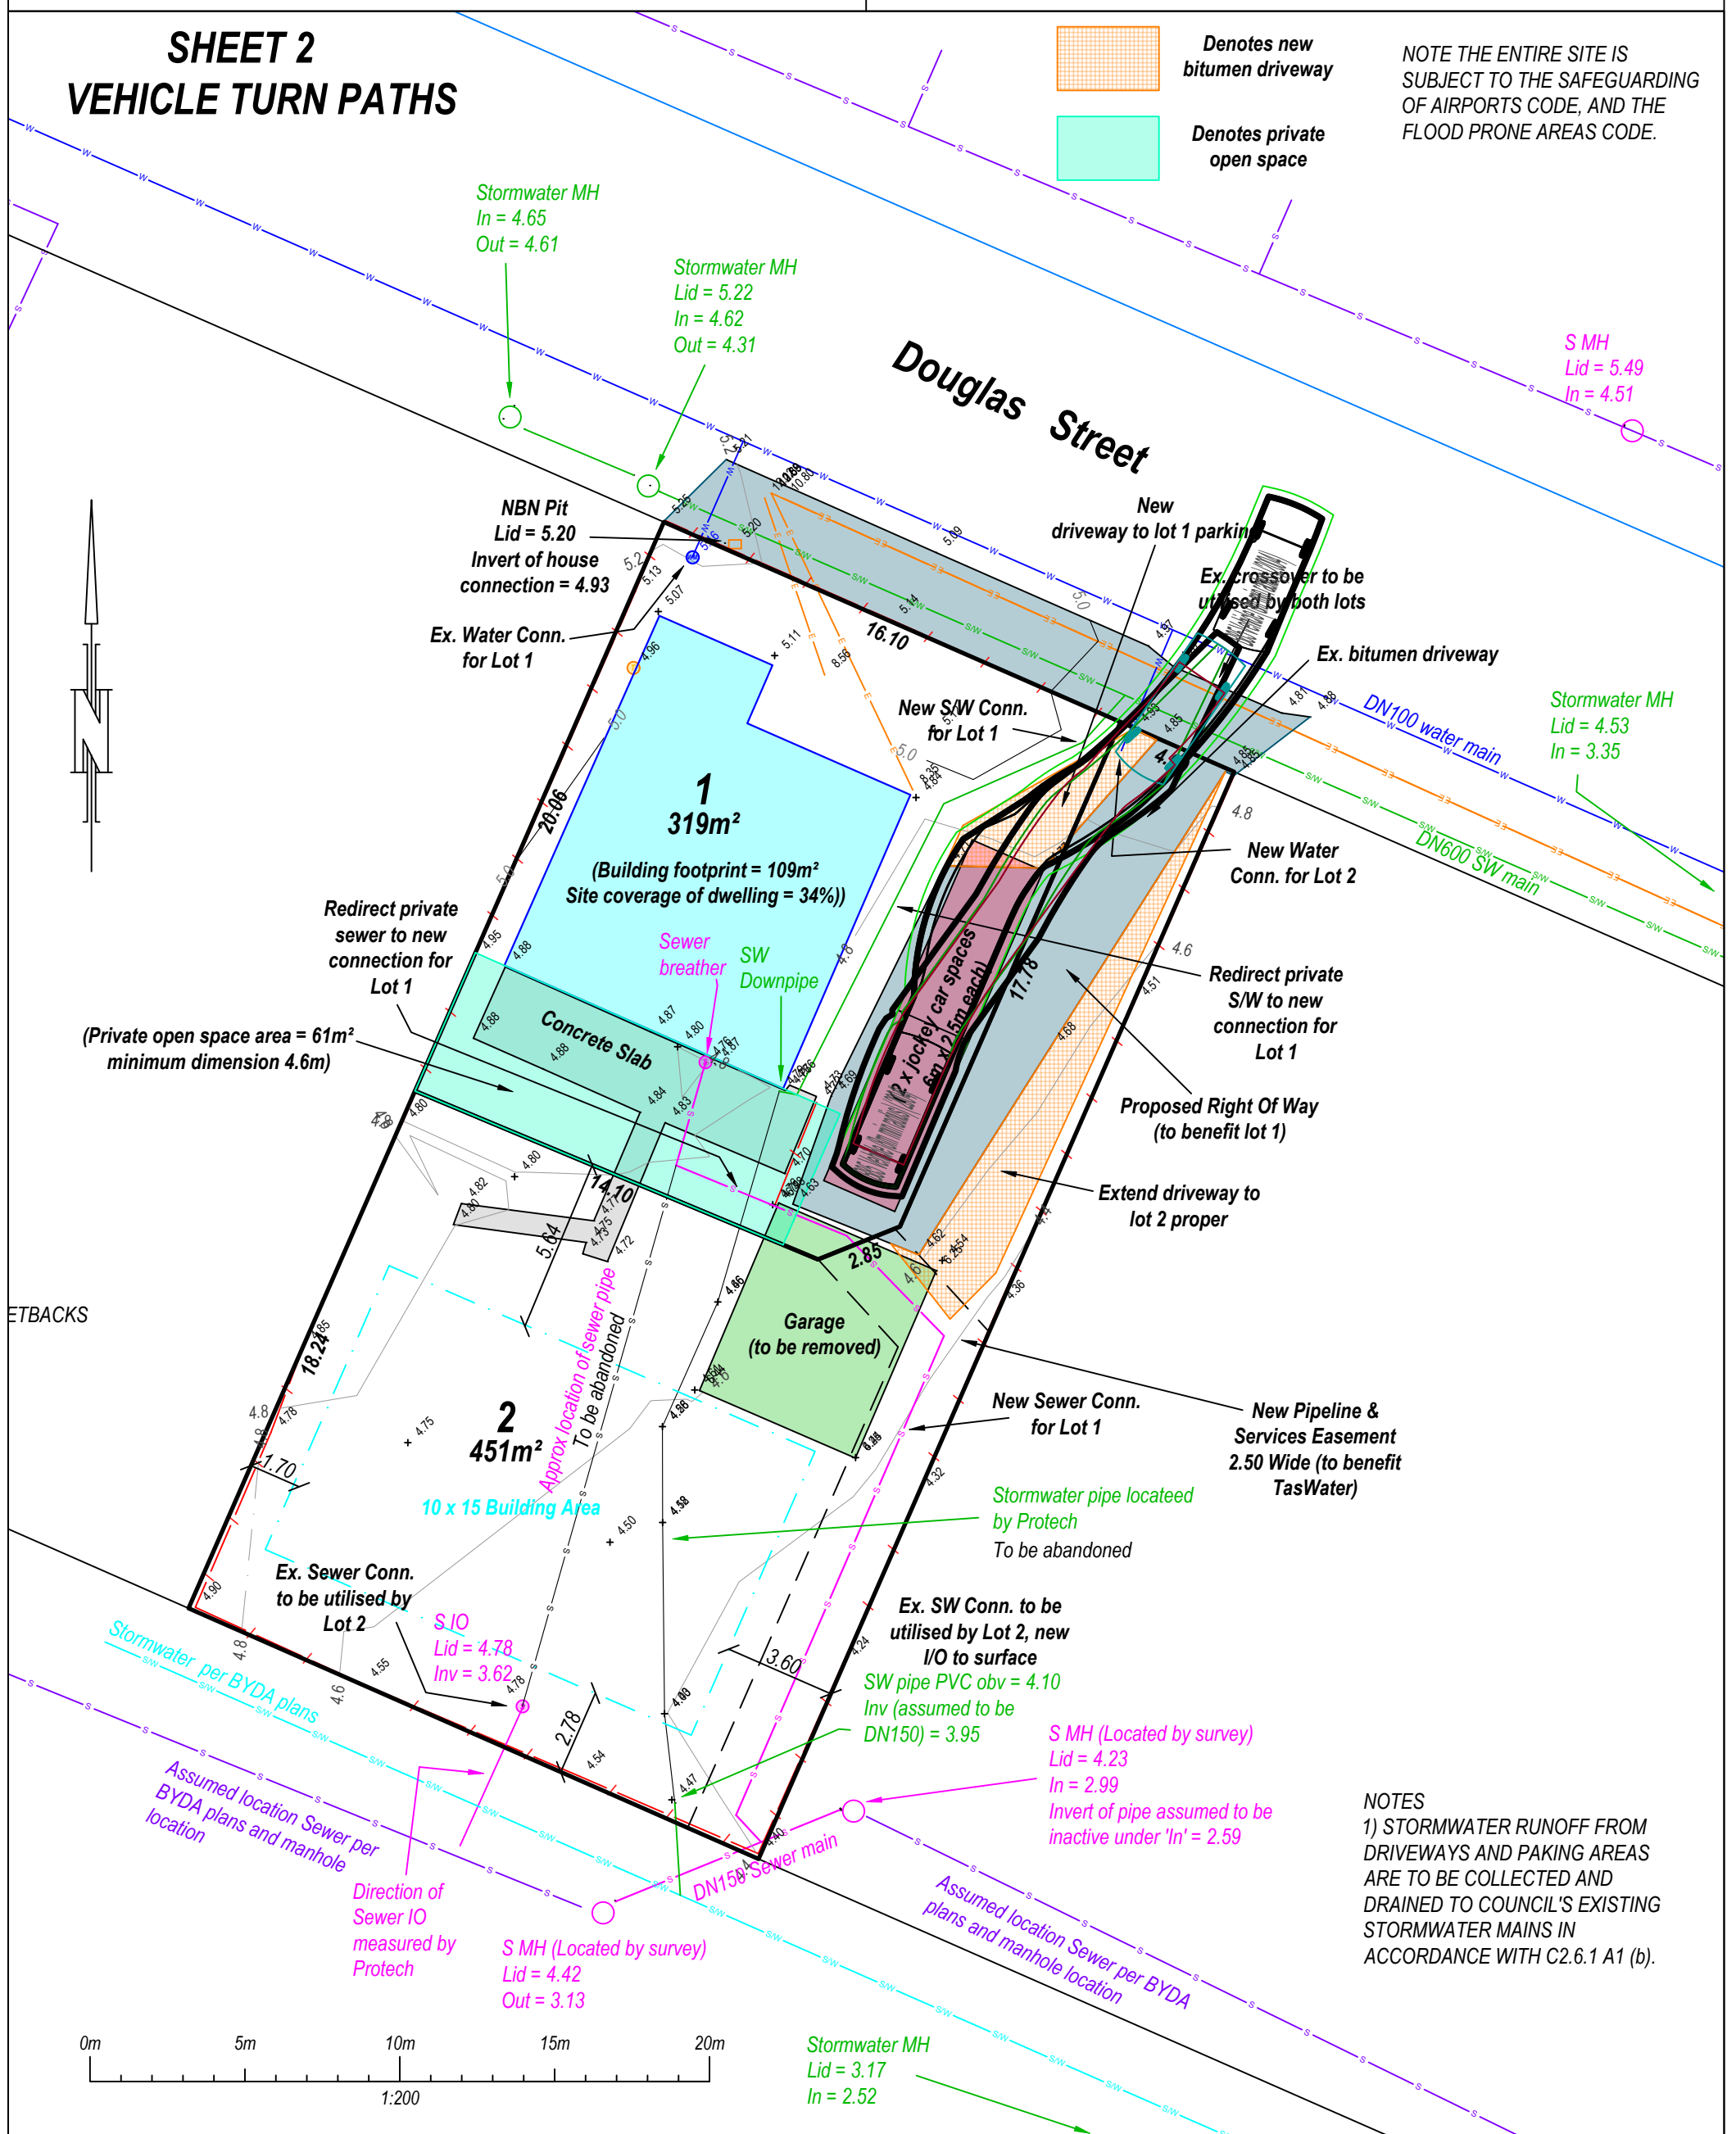 SHEET 2
VEHICLE TURN PATHS
Denotes new
bitumen driveway
Denotes private
open space
NOTE THE ENTIRE SITE IS
SUBJECT TO THE SAFEGUARDING
OF AIRPORTS CODE, AND THE
FLOOD PRONE AREAS CODE.
Stormwater MH
In = 4.65
Out = 4.61
Stormwater MH
Lid = 5.22
In = 4.62
Out = 4.31
Douglas Street
S MH
Lid = 5.49
In = 4.51
NBN Pit
Lid = 5.20
Invert of house
connection = 4.93
New
driveway to lot 1 parking
Ex. crossover to be
utilised by both lots
Ex. Water Conn.
for Lot 1
Ex. bitumen driveway
16.10
New S/W Conn.
for Lot 1
DN100 water main
Stormwater MH
Lid = 4.53
In = 3.35
DN600 SW main
20.06
1
319m²
(Building footprint = 109m²
Site coverage of dwelling = 34%))
New Water
Conn. for Lot 2
Redirect private
sewer to new
connection for
Lot 1
Sewer
breather
SW
Downpipe
(2 x jockey car spaces
6m x 2.5m each)
17.78
Redirect private
S/W to new
connection for
Lot 1
(Private open space area = 61m²
minimum dimension 4.6m)
Concrete Slab
Proposed Right Of Way
(to benefit lot 1)
Extend driveway to
lot 2 proper
14.10
5.64
2.85
ETBACKS
Garage
(to be removed)
18.24
Approx location of sewer pipe
To be abandoned
2
451m²
10 x 15 Building Area
1.70
New Sewer Conn.
for Lot 1
New Pipeline &
Services Easement
2.50 Wide (to benefit
TasWater)
Stormwater pipe locateed
by Protech
To be abandoned
Ex. Sewer Conn.
to be utilised by
Lot 2
S IO
Lid = 4.78
Inv = 3.62
Ex. SW Conn. to be
utilised by Lot 2, new
I/O to surface
3.60
SW pipe PVC obv = 4.10
Inv (assumed to be
DN150) = 3.95
2.78
Stormwater per BYDA plans
Assumed location Sewer per
BYDA plans and manhole
location
S MH (Located by survey)
Lid = 4.23
In = 2.99
Invert of pipe assumed to be
inactive under 'In' = 2.59
DN150 Sewer main
Direction of
Sewer IO
measured by
Protech
S MH (Located by survey)
Lid = 4.42
Out = 3.13
Assumed location Sewer per BYDA
plans and manhole location
NOTES
1) STORMWATER RUNOFF FROM
DRIVEWAYS AND PAKING AREAS
ARE TO BE COLLECTED AND
DRAINED TO COUNCIL'S EXISTING
STORMWATER MAINS IN
ACCORDANCE WITH C2.6.1 A1 (b).
0m 5m 10m 15m 20m
1:200
Stormwater MH
Lid = 3.17
In = 2.52